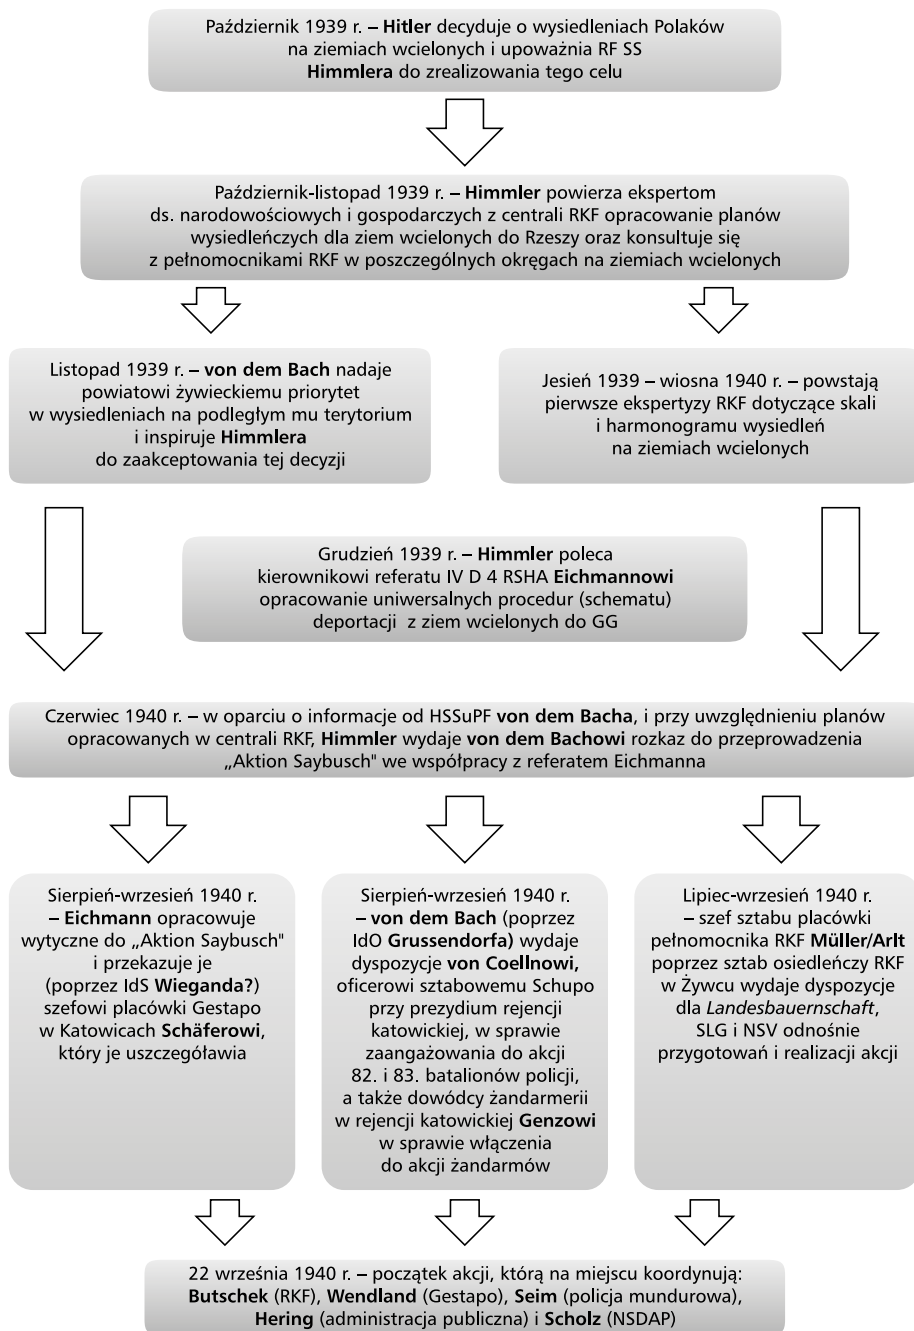 Październik 1939 r. – Hitler decyduje o wysiedleniach Polaków
na ziemiach wcielonych i upoważnia RF SS
Himmlera do zrealizowania tego celu
Październik-listopad 1939 r. – Himmler powierza ekspertom
ds. narodowościowych i gospodarczych z centrali RKF opracowanie planów
wysiedleńczych dla ziem wcielonych do Rzeszy oraz konsultuje się
z pełnomocnikami RKF w poszczególnych okręgach na ziemiach wcielonych
Listopad 1939 r. – von dem Bach nadaje
powiatowi żywieckiemu priorytet
w wysiedleniach na podległym mu terytorium
i inspiruje Himmlera
do zaakceptowania tej decyzji
Jesień 1939 – wiosna 1940 r. – powstają
pierwsze ekspertyzy RKF dotyczące skali
i harmonogramu wysiedleń
na ziemiach wcielonych
Grudzień 1939 r. – Himmler poleca
kierownikowi referatu IV D 4 RSHA Eichmannowi
opracowanie uniwersalnych procedur (schematu)
deportacji z ziem wcielonych do GG
Czerwiec 1940 r. – w oparciu o informacje od HSSuPF von dem Bacha, i przy uwzględnieniu planów
opracowanych w centrali RKF, Himmler wydaje von dem Bachowi rozkaz do przeprowadzenia
„Aktion Saybusch" we współpracy z referatem Eichmanna
Sierpień-wrzesień 1940 r.
– Eichmann opracowuje
wytyczne do „Aktion Saybusch"
i przekazuje je
(poprzez IdS Wieganda?)
szefowi placówki Gestapo
w Katowicach Schäferowi,
który je uszczegóławia
Sierpień-wrzesień 1940 r.
– von dem Bach (poprzez
IdO Grussendorfa) wydaje
dyspozycje von Coellnowi,
oficerowi sztabowemu Schupo
przy prezydium rejencji
katowickiej, w sprawie
zaangażowania do akcji
82. i 83. batalionów policji,
a także dowódcy żandarmerii
w rejencji katowickiej Genzowi
w sprawie włączenia
do akcji żandarmów
Lipiec-wrzesień 1940 r.
– szef sztabu placówki
pełnomocnika RKF Müller/Arlt
poprzez sztab osiedleńczy RKF
w Żywcu wydaje dyspozycje
dla Landesbauernschaft,
SLG i NSV odnośnie
przygotowań i realizacji akcji
22 września 1940 r. – początek akcji, którą na miejscu koordynują:
Butschek (RKF), Wendland (Gestapo), Seim (policja mundurowa),
Hering (administracja publiczna) i Scholz (NSDAP)